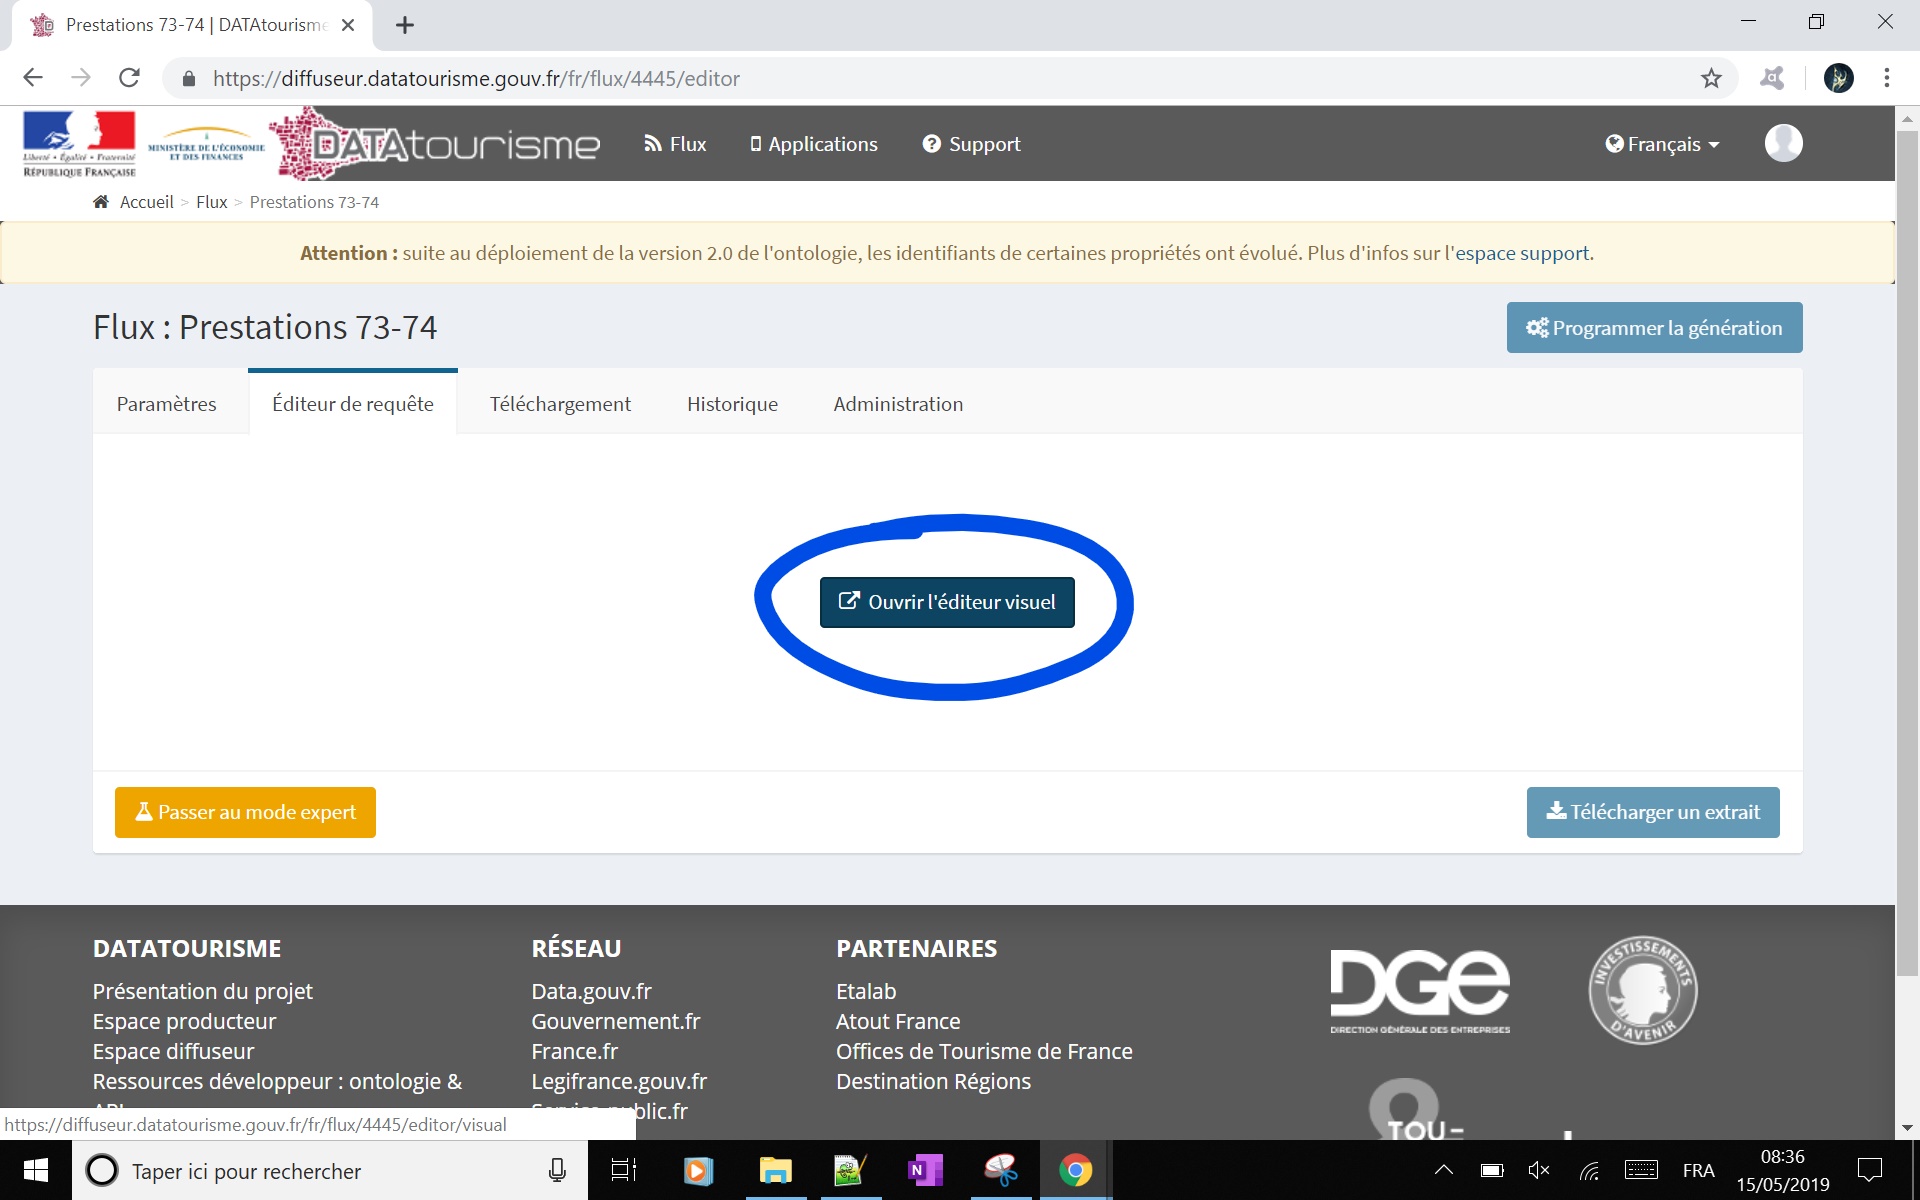 Prestations 73-74 | DATAtourisme
https://diffuseur.datatourisme.gouv.fr/fr/flux/4445/editor
Liberté • Égalité • Fraternité
RÉPUBLIQUE FRANÇAISE
MINISTÈRE DE L'ÉCONOMIE
ET DES FINANCES
DATAtourisme
Flux
Applications
Support
Français
Accueil > Flux > Prestations 73-74
Attention : suite au déploiement de la version 2.0 de l'ontologie, les identifiants de certaines propriétés ont évolué. Plus d'infos sur l'espace support.
Flux : Prestations 73-74
Programmer la génération
Paramètres
Éditeur de requête
Téléchargement
Historique
Administration
Ouvrir l'éditeur visuel
Passer au mode expert
Télécharger un extrait
DATATOURISME
Présentation du projet
Espace producteur
Espace diffuseur
Ressources développeur : ontologie &
RÉSEAU
Data.gouv.fr
Gouvernement.fr
France.fr
Legifrance.gouv.fr
Service-public.fr
PARTENAIRES
Etalab
Atout France
Offices de Tourisme de France
Destination Régions
DGE
DIRECTION GÉNÉRALE DES ENTREPRISES
INVESTISSEMENTS
D'AVENIR
TOU-
https://diffuseur.datatourisme.gouv.fr/fr/flux/4445/editor/visual
Taper ici pour rechercher
FRA
08:36
15/05/2019